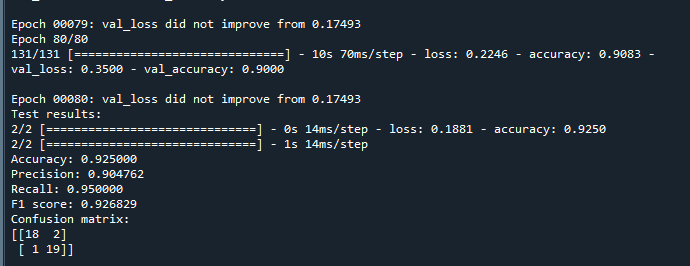 Epoch 00079: val_loss did not improve from 0.17493
Epoch 80/80
131/131 [==============================] - 10s 70ms/step - loss: 0.2246 - accuracy: 0.9083 -
val_loss: 0.3500 - val_accuracy: 0.9000
Epoch 00080: val_loss did not improve from 0.17493
Test results:
2/2 [==============================] - 0s 14ms/step - loss: 0.1881 - accuracy: 0.9250
2/2 [==============================] - 1s 14ms/step
Accuracy: 0.925000
Precision: 0.904762
Recall: 0.950000
F1 score: 0.926829
Confusion matrix:
[[18  2]
 [ 1 19]]